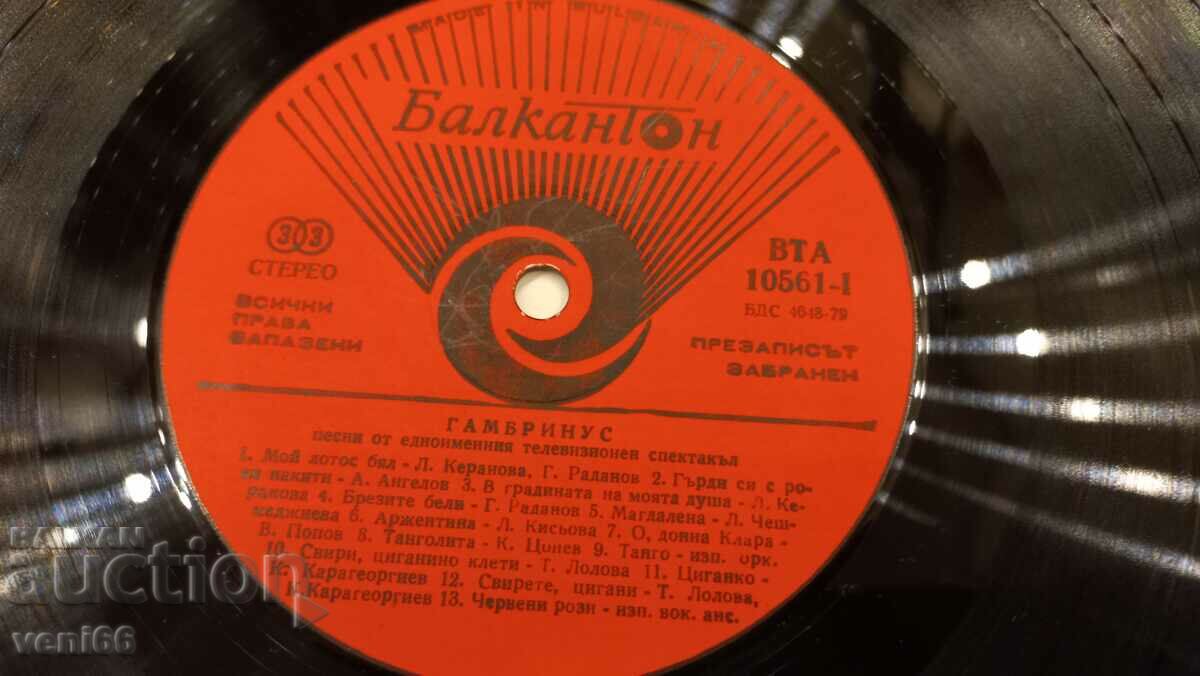 MADE IN BULGARIA
Балкантон
33
СТЕРЕО
ВСИЧКИ
ПРАВА
ЗАПАЗЕНИ
ВТА
10561-I
БДС 4648-79
ПРЕЗАПИСЪТ
ЗАБРАНЕН
ГАМБРИНУС
песни от едноименния телевизионен спектакъл
1. Мой лотос бял - Л. Керанова, Г. Раданов 2. Гърди си с ро-
си накити - А. Ангелов 3. В градината на моята душа - Л. Ке-
ранова 4. Брезите бели - Г. Раданов 5. Магдалена - Л. Чеш-
меджиева 6. Аржентина - Л. Кисьова 7. О, донна Клара -
В. Попов 8. Танголита - К. Цонев 9. Танго - изп. орк.
10. Свири, циганино клети - Т. Лолова 11. Циганко -
Карагеоргиев 12. Свирете, цигани - Т. Лолова,
Карагеоргиев 13. Червени рози - изп. вок. анс.
BALKAN
auction
veni66